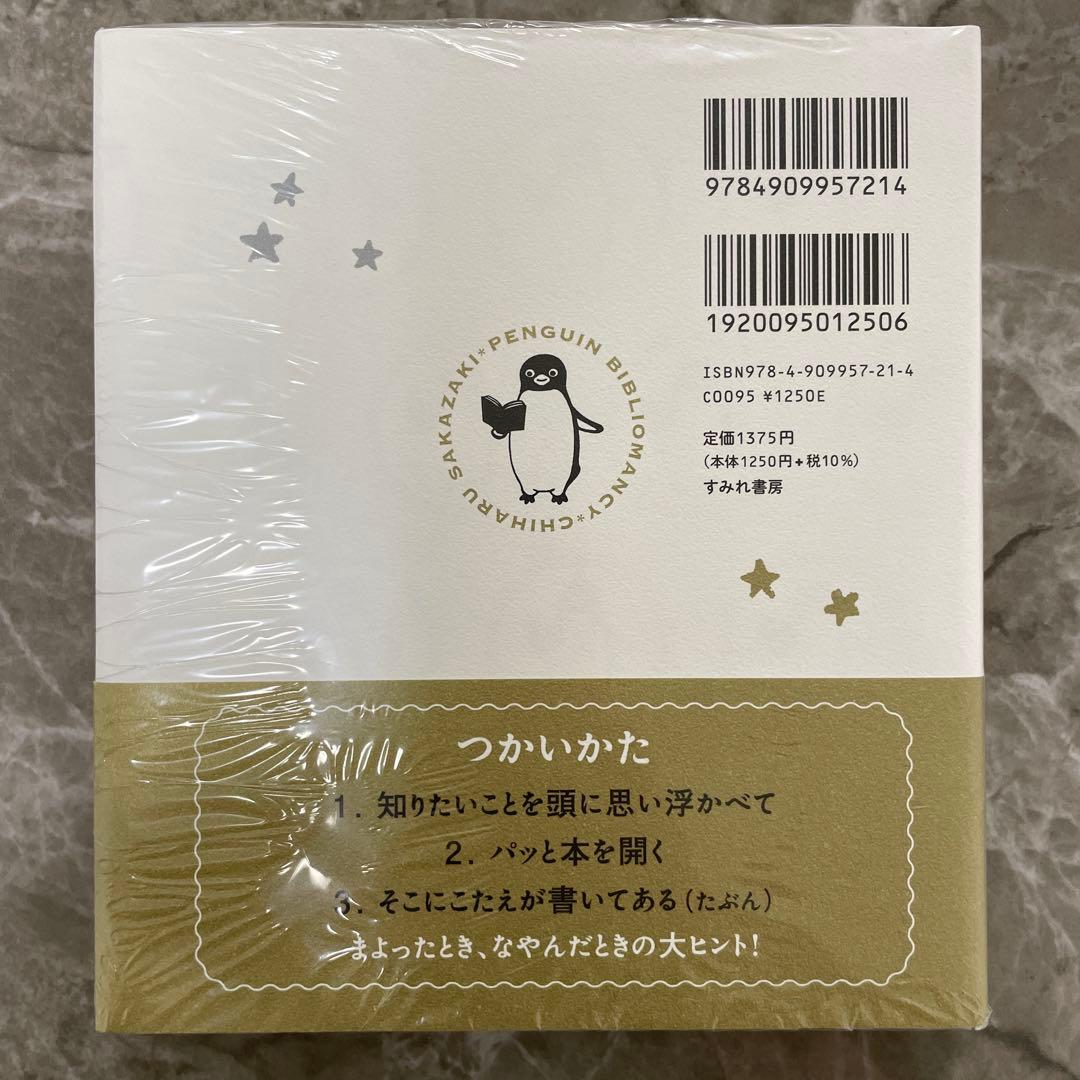 9784909957214
1920095012506
ISBN978-4-909957-21-4
C0095 ¥1250E
定価1375円
(本体1250円+税10%)
すみれ書房
CHIHARU SAKAZAKI*PENGUIN BIBLIOMANCY*
つかいかた
1. 知りたいことを頭に思い浮かべて
2. パッと本を開く
3. そこにこたえが書いてある(たぶん)
まよったとき、なやんだときの大ヒント!